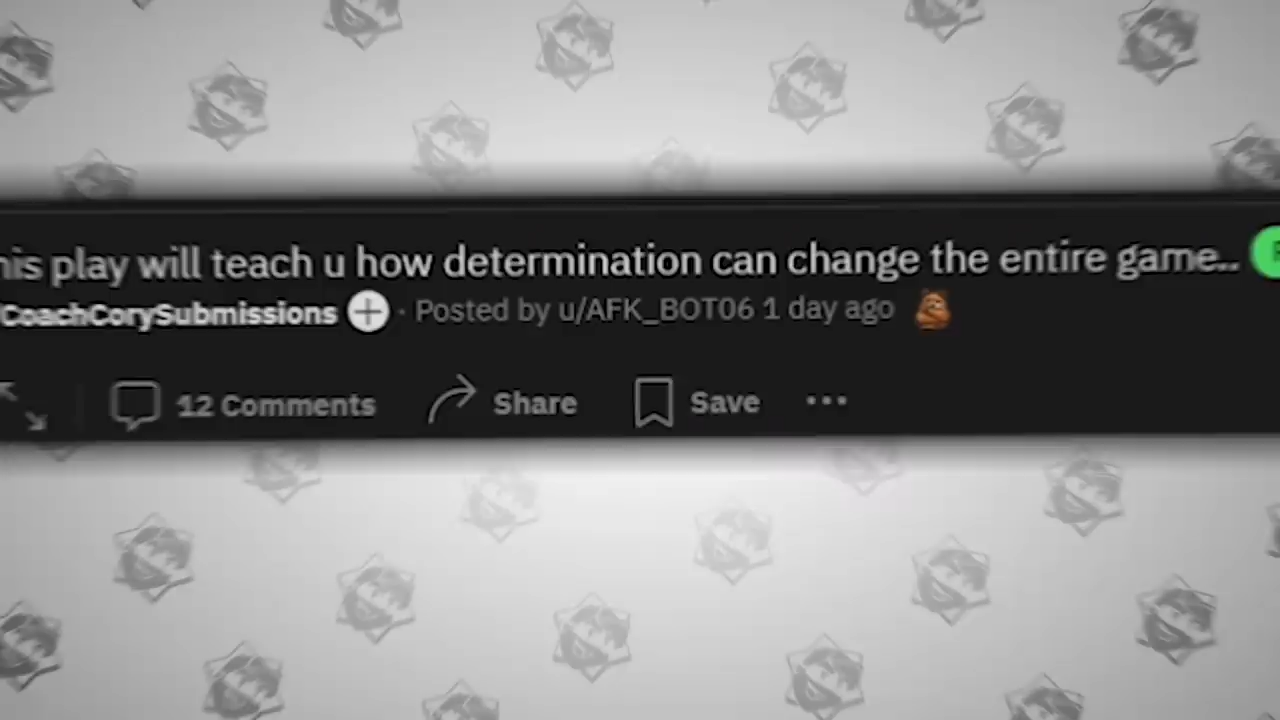 his play will teach u how determination can change the entire game..
CoachCorySubmissions · Posted by u/AFK_BOT06 1 day ago
12 Comments Share Save ...